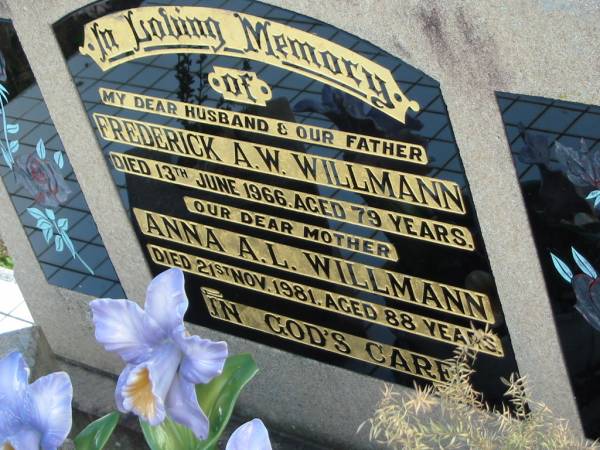 In Loving Memory
of
MY DEAR HUSBAND & OUR FATHER
FREDERICK A.W. WILLMANN
DIED 13TH JUNE 1966. AGED 79 YEARS.
OUR DEAR MOTHER
ANNA A.L. WILLMANN
DIED 21ST NOV. 1981. AGED 88 YEARS
IN GOD'S CARE